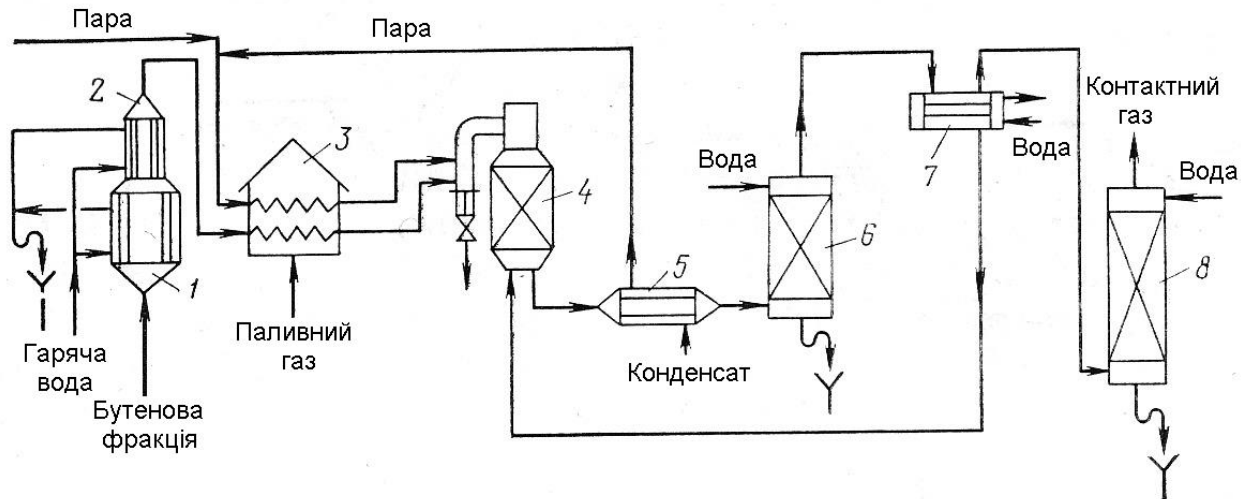 Пара
Пара
2
3
4
Контактний
газ
Вода
7
Вода
Вода
6
5
8
1
Гаряча
вода
Паливний
газ
Конденсат
Бутенова
фракція